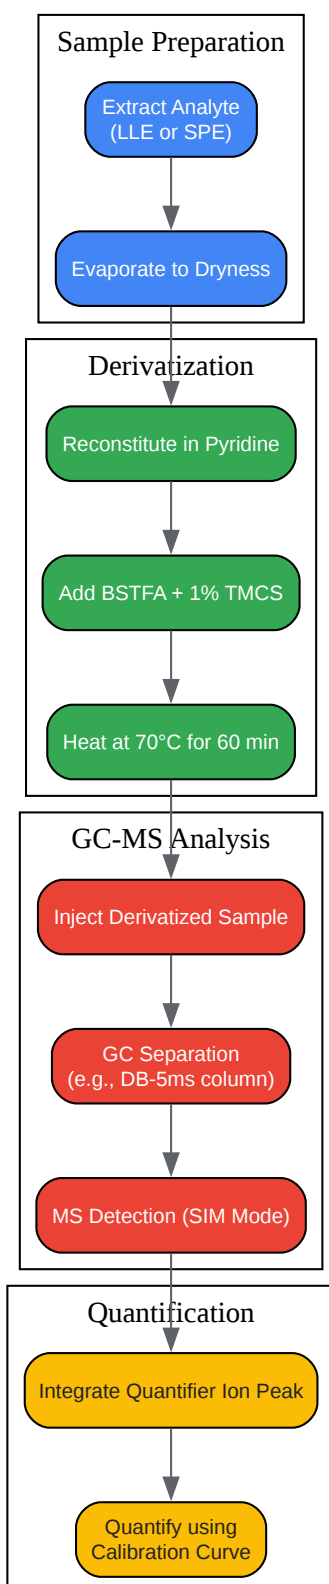 Sample Preparation
Extract Analyte
(LLE or SPE)
Evaporate to Dryness
Derivatization
Reconstitute in Pyridine
Add BSTFA + 1% TMCS
Heat at 70°C for 60 min
GC-MS Analysis
Inject Derivatized Sample
GC Separation
(e.g., DB-5ms column)
MS Detection (SIM Mode)
Quantification
Integrate Quantifier Ion Peak
Quantify using
Calibration Curve